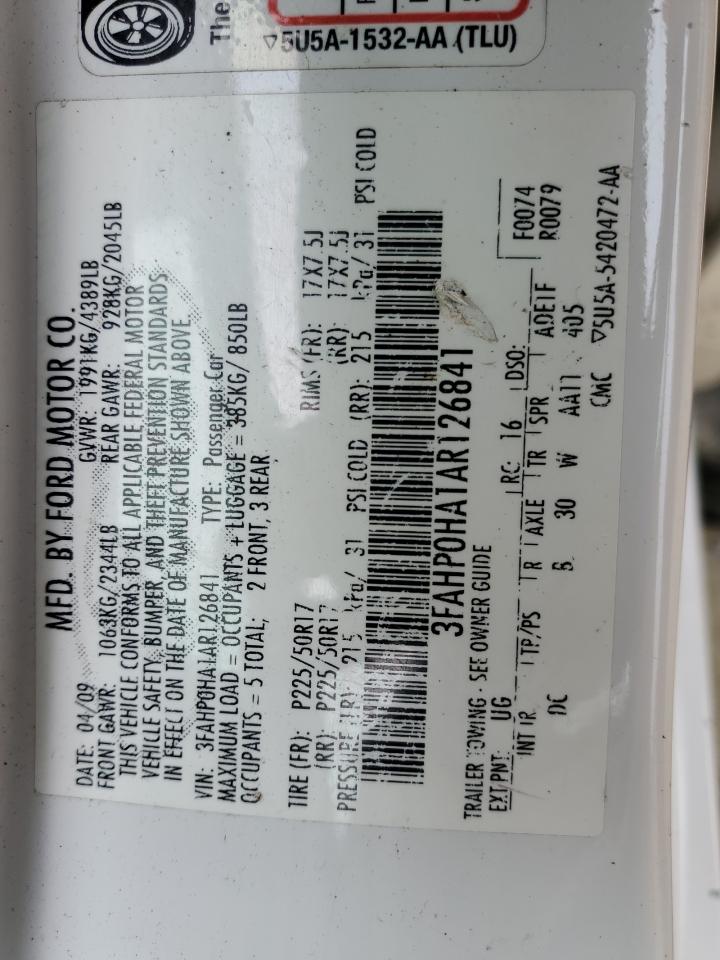 The
▽5U5A-1532-AA (TLU)
MFD. BY FORD MOTOR CO.
DATE: 04/09 GVWR: 1991KG/4389LB
FRONT GAWR: 1063KG/2344LB REAR GAWR: 928KG/2045LB
THIS VEHICLE CONFORMS TO ALL APPLICABLE FEDERAL MOTOR
VEHICLE SAFETY, BUMPER, AND THEFT PREVENTION STANDARDS
IN EFFECT ON THE DATE OF MANUFACTURE SHOWN ABOVE.
VIN: 3FAHP0HA1AR126841 TYPE: Passenger Car
MAXIMUM LOAD = OCCUPANTS + LUGGAGE = 385KG/ 850LB
OCCUPANTS = 5 TOTAL; 2 FRONT, 3 REAR
TIRE (FR): P225/50R17 RIMS (FR): 17X7.5J
(RR): P225/50R17 (RR): 17X7.5J
PRESSURE (FR): 215 kPa/ 31 PSI COLD (RR): 215 kPa/ 31 PSI COLD
3FAHP0HA1AR126841
TRAILER TOWING - SEE OWNER GUIDE
EXT PNT: UG RC: 16 DSO: F0074
R0079
INT TR TP/PS R AXLE TR SPR ADE1F
DC B 30 W AA11 405
CMC ▽5U5A-5420472-AA